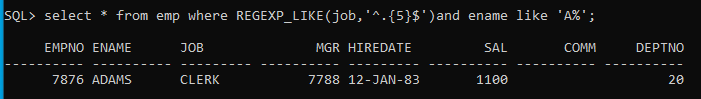 SQL> select * from emp where REGEXP_LIKE(job,'^.{5}$')and ename like 'A%';
     EMPNO ENAME      JOB              MGR HIREDATE         SAL       COMM     DEPTNO
---------- ---------- --------- ---------- --------- ---------- ---------- ----------
      7876 ADAMS      CLERK           7788 12-JAN-83       1100                    20